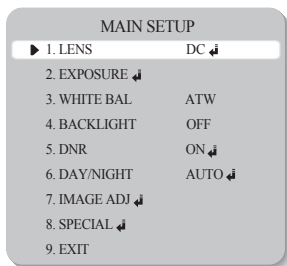 MAIN SETUP
1. LENS DC ↲
2. EXPOSURE ↲
3. WHITE BAL ATW
4. BACKLIGHT OFF
5. DNR ON ↲
6. DAY/NIGHT AUTO ↲
7. IMAGE ADJ ↲
8. SPECIAL ↲
9. EXIT